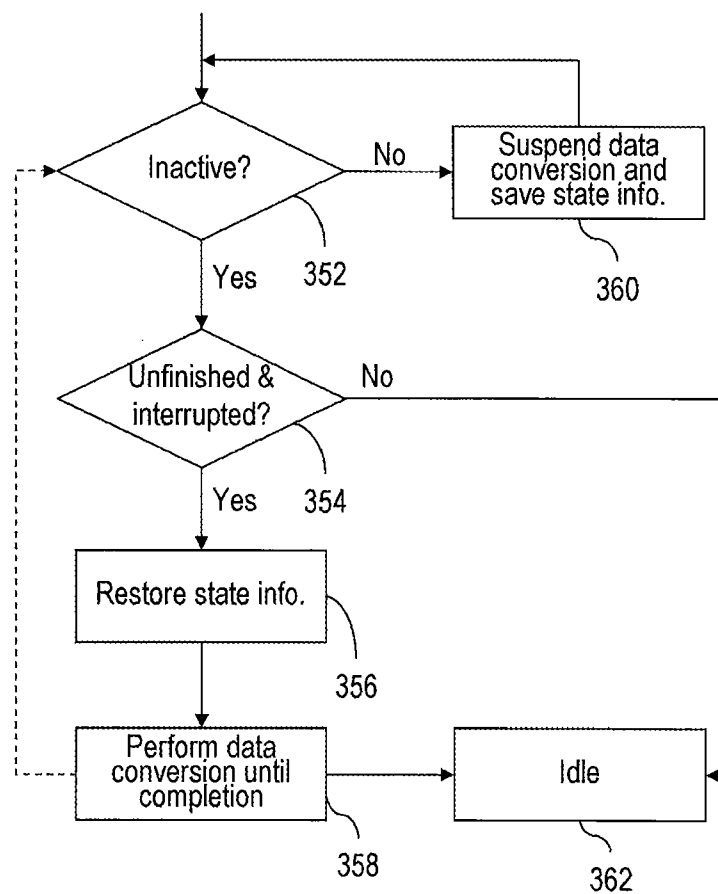 Inactive?
No
Suspend data
conversion and
save state info.
352
360
Yes
Unfinished &
interrupted?
No
354
Yes
Restore state info.
356
Perform data
conversion until
completion
Idle
358
362